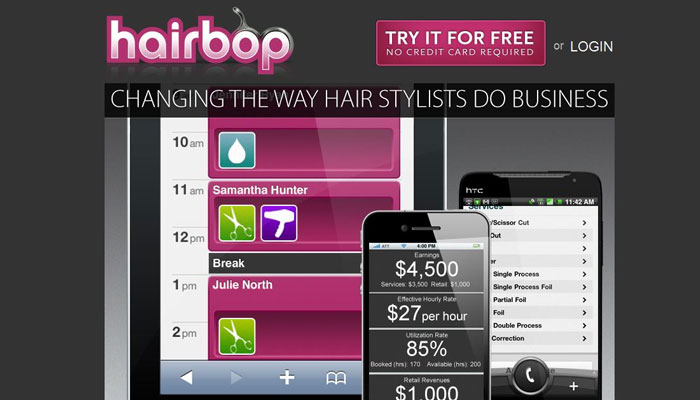 hairbop
TRY IT FOR FREE
NO CREDIT CARD REQUIRED
or LOGIN
CHANGING THE WAY HAIR STYLISTS DO BUSINESS
10 am
11 am
Samantha Hunter
12 pm
Break
1 pm
Julie North
2 pm
AT&T
4:00 PM
Earnings
$4,500
Services: $3,500 Retail: $1,000
Effective Hourly Rate
$27 per hour
Utilization Rate
85%
Booked (hrs): 170 Available (hrs): 200
Retail Revenues
$1,000
htc
11:42 AM
Services
/Scissor Cut
Out
Single Process
Single Process Foil
Partial Foil
Foil
Double Process
Correction